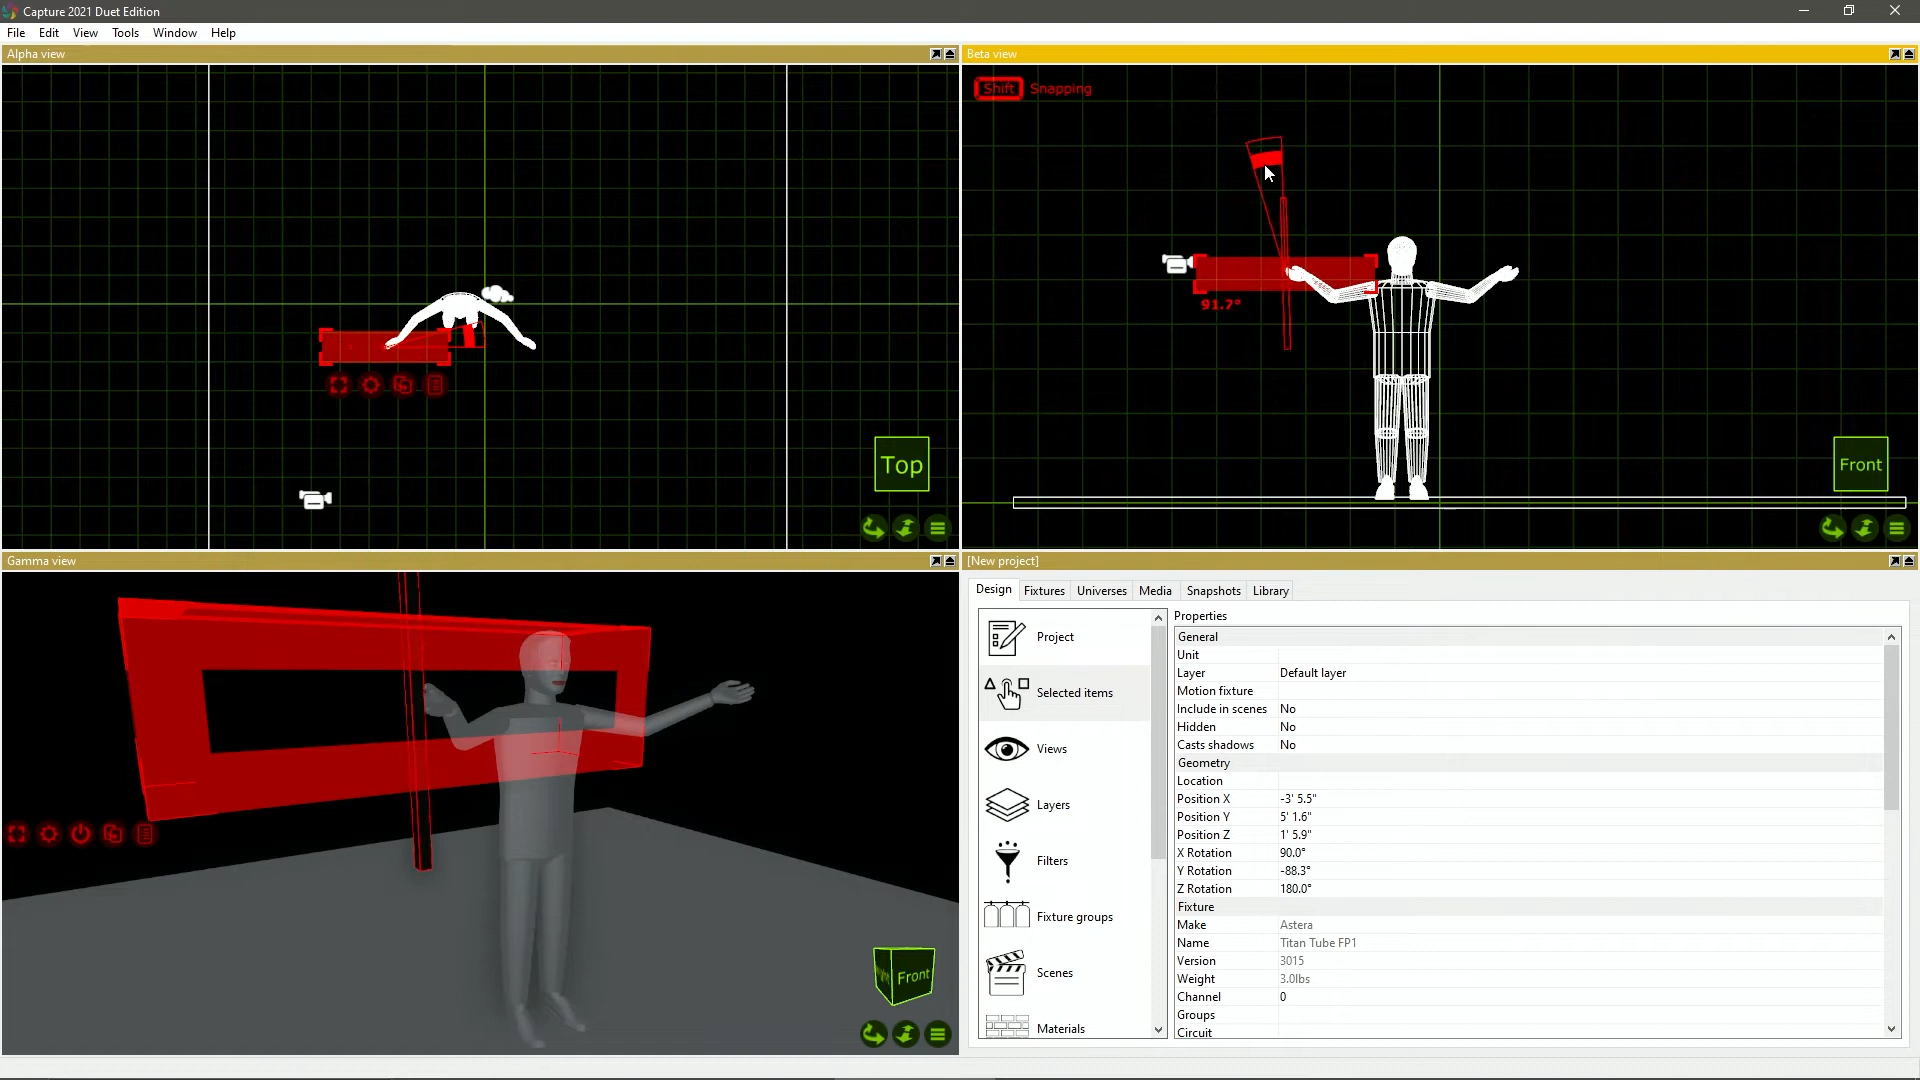 Capture 2021 Duet Edition
File Edit View Tools Window Help
Alpha view
Top
Beta view
Shift Snapping
91.7°
Front
Gamma view
Front
[New project]
Design Fixtures Universes Media Snapshots Library
Project
Selected items
Views
Layers
Filters
Fixture groups
Scenes
Materials
Properties
General
Unit
Layer Default layer
Motion fixture
Include in scenes No
Hidden No
Casts shadows No
Geometry
Location
Position X -3' 5.5"
Position Y 5' 1.6"
Position Z 1' 5.9"
X Rotation 90.0°
Y Rotation -88.3°
Z Rotation 180.0°
Fixture
Make Astera
Name Titan Tube FP1
Version 3015
Weight 3.0lbs
Channel 0
Groups
Circuit